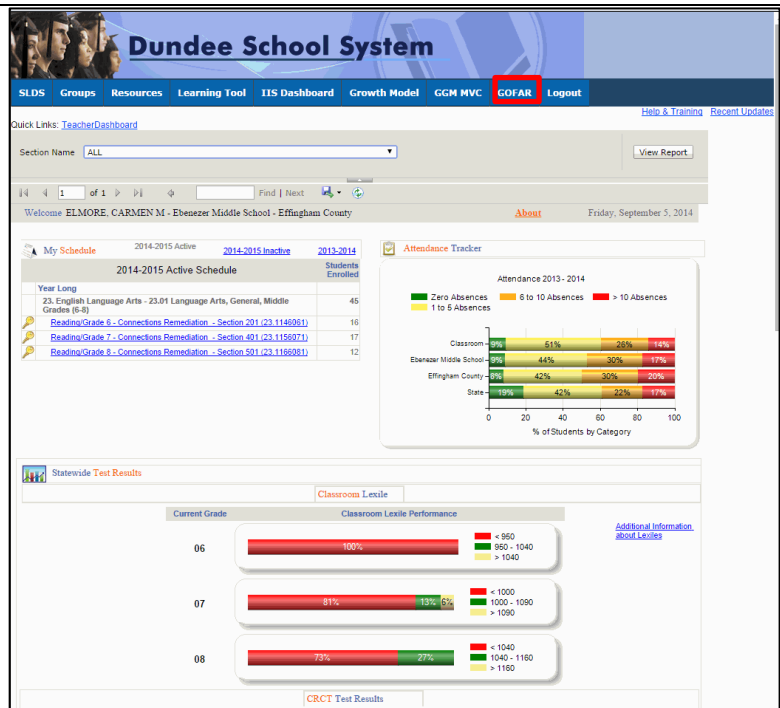 Dundee School System
SLDS Groups Resources Learning Tool IIS Dashboard Growth Model GGM MVC GOFAR Logout
Help & Training Recent Updates
Quick Links: TeacherDashboard
Section Name ALL View Report
1 of 1 Find | Next
Welcome ELMORE, CARMEN M - Ebenezer Middle School - Effingham County About Friday, September 5, 2014
My Schedule 2014-2015 Active 2014-2015 Inactive 2013-2014
2014-2015 Active Schedule Students Enrolled
Year Long
23. English Language Arts - 23.01 Language Arts, General, Middle Grades (6-8) 45
Reading/Grade 6 - Connections Remediation - Section 201 (23.1146061) 16
Reading/Grade 7 - Connections Remediation - Section 401 (23.1156071) 17
Reading/Grade 8 - Connections Remediation - Section 501 (23.1166081) 12
Attendance Tracker
Attendance 2013 - 2014
Zero Absences 6 to 10 Absences > 10 Absences
1 to 5 Absences
Classroom 9% 51% 26% 14%
Ebenezer Middle School 9% 44% 30% 17%
Effingham County 8% 42% 30% 20%
State 19% 42% 22% 17%
0 20 40 60 80 100
% of Students by Category
Statewide Test Results
Classroom Lexile
Current Grade Classroom Lexile Performance
Additional Information about Lexiles
06 100% < 950
950 - 1040
> 1040
07 81% 13% 6% < 1000
1000 - 1090
> 1090
08 73% 27% < 1040
1040 - 1160
> 1160
CRCT Test Results